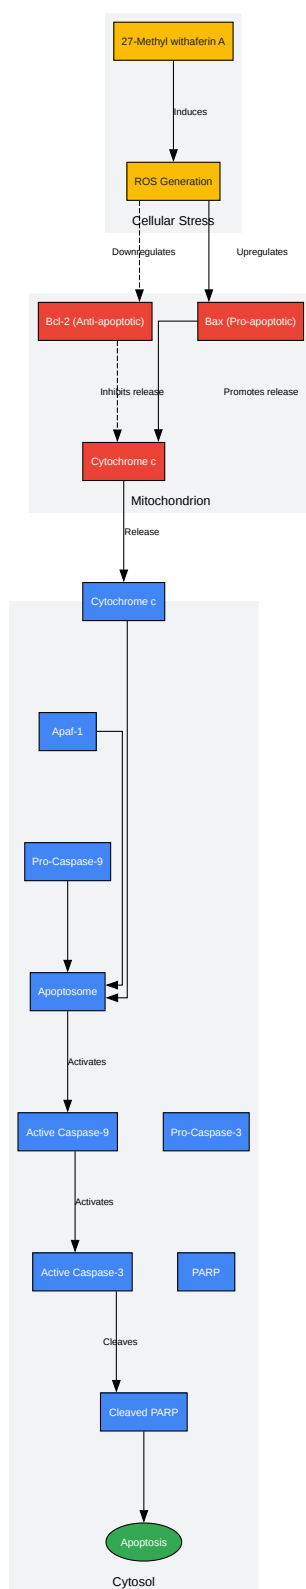 27-Methyl withaferin A
Induces
ROS Generation
Cellular Stress
Downregulates
Upregulates
Bcl-2 (Anti-apoptotic)
Bax (Pro-apoptotic)
Inhibits release
Promotes release
Cytochrome c
Mitochondrion
Release
Cytochrome c
Apaf-1
Pro-Caspase-9
Apoptosome
Activates
Active Caspase-9
Pro-Caspase-3
Activates
Active Caspase-3
PARP
Cleaves
Cleaved PARP
Apoptosis
Cytosol